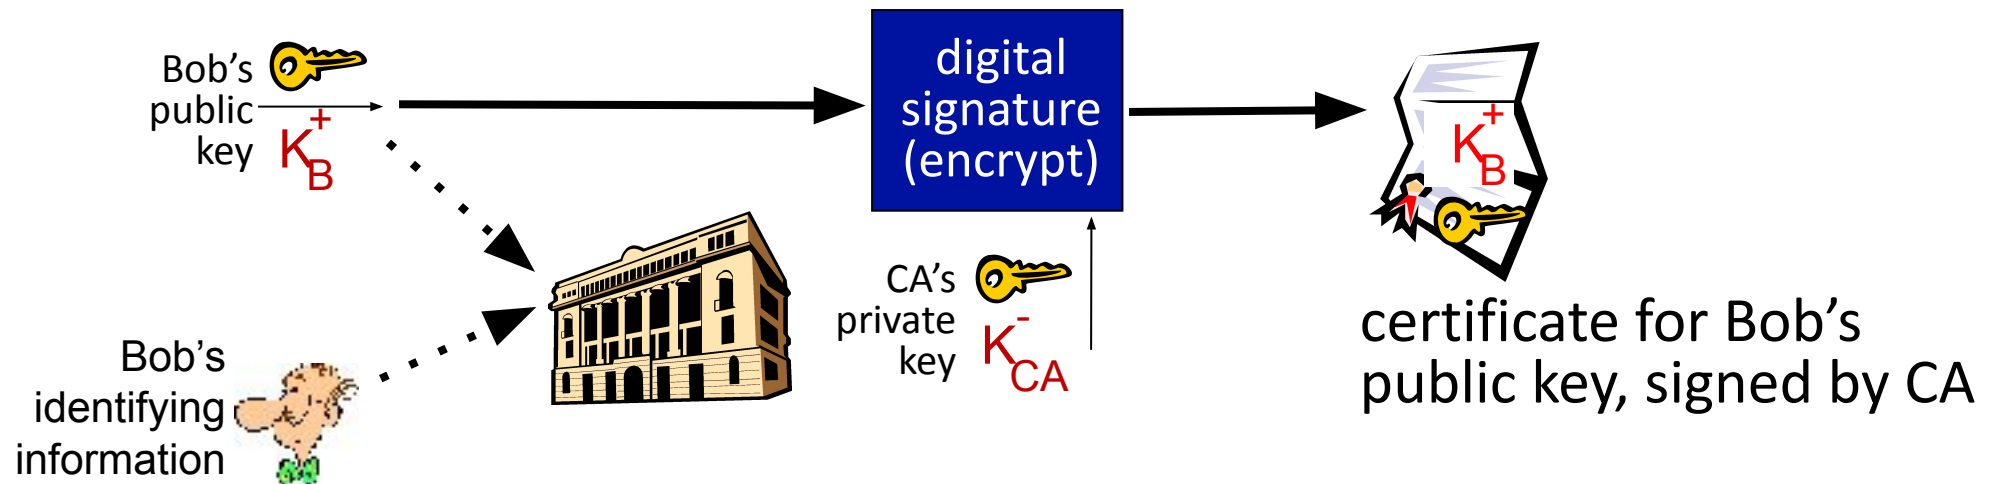 Bob's
public
key
K+B
digital
signature
(encrypt)
K+B
CA's
private
key
K-CA
certificate for Bob's
public key, signed by CA
Bob's
identifying
information